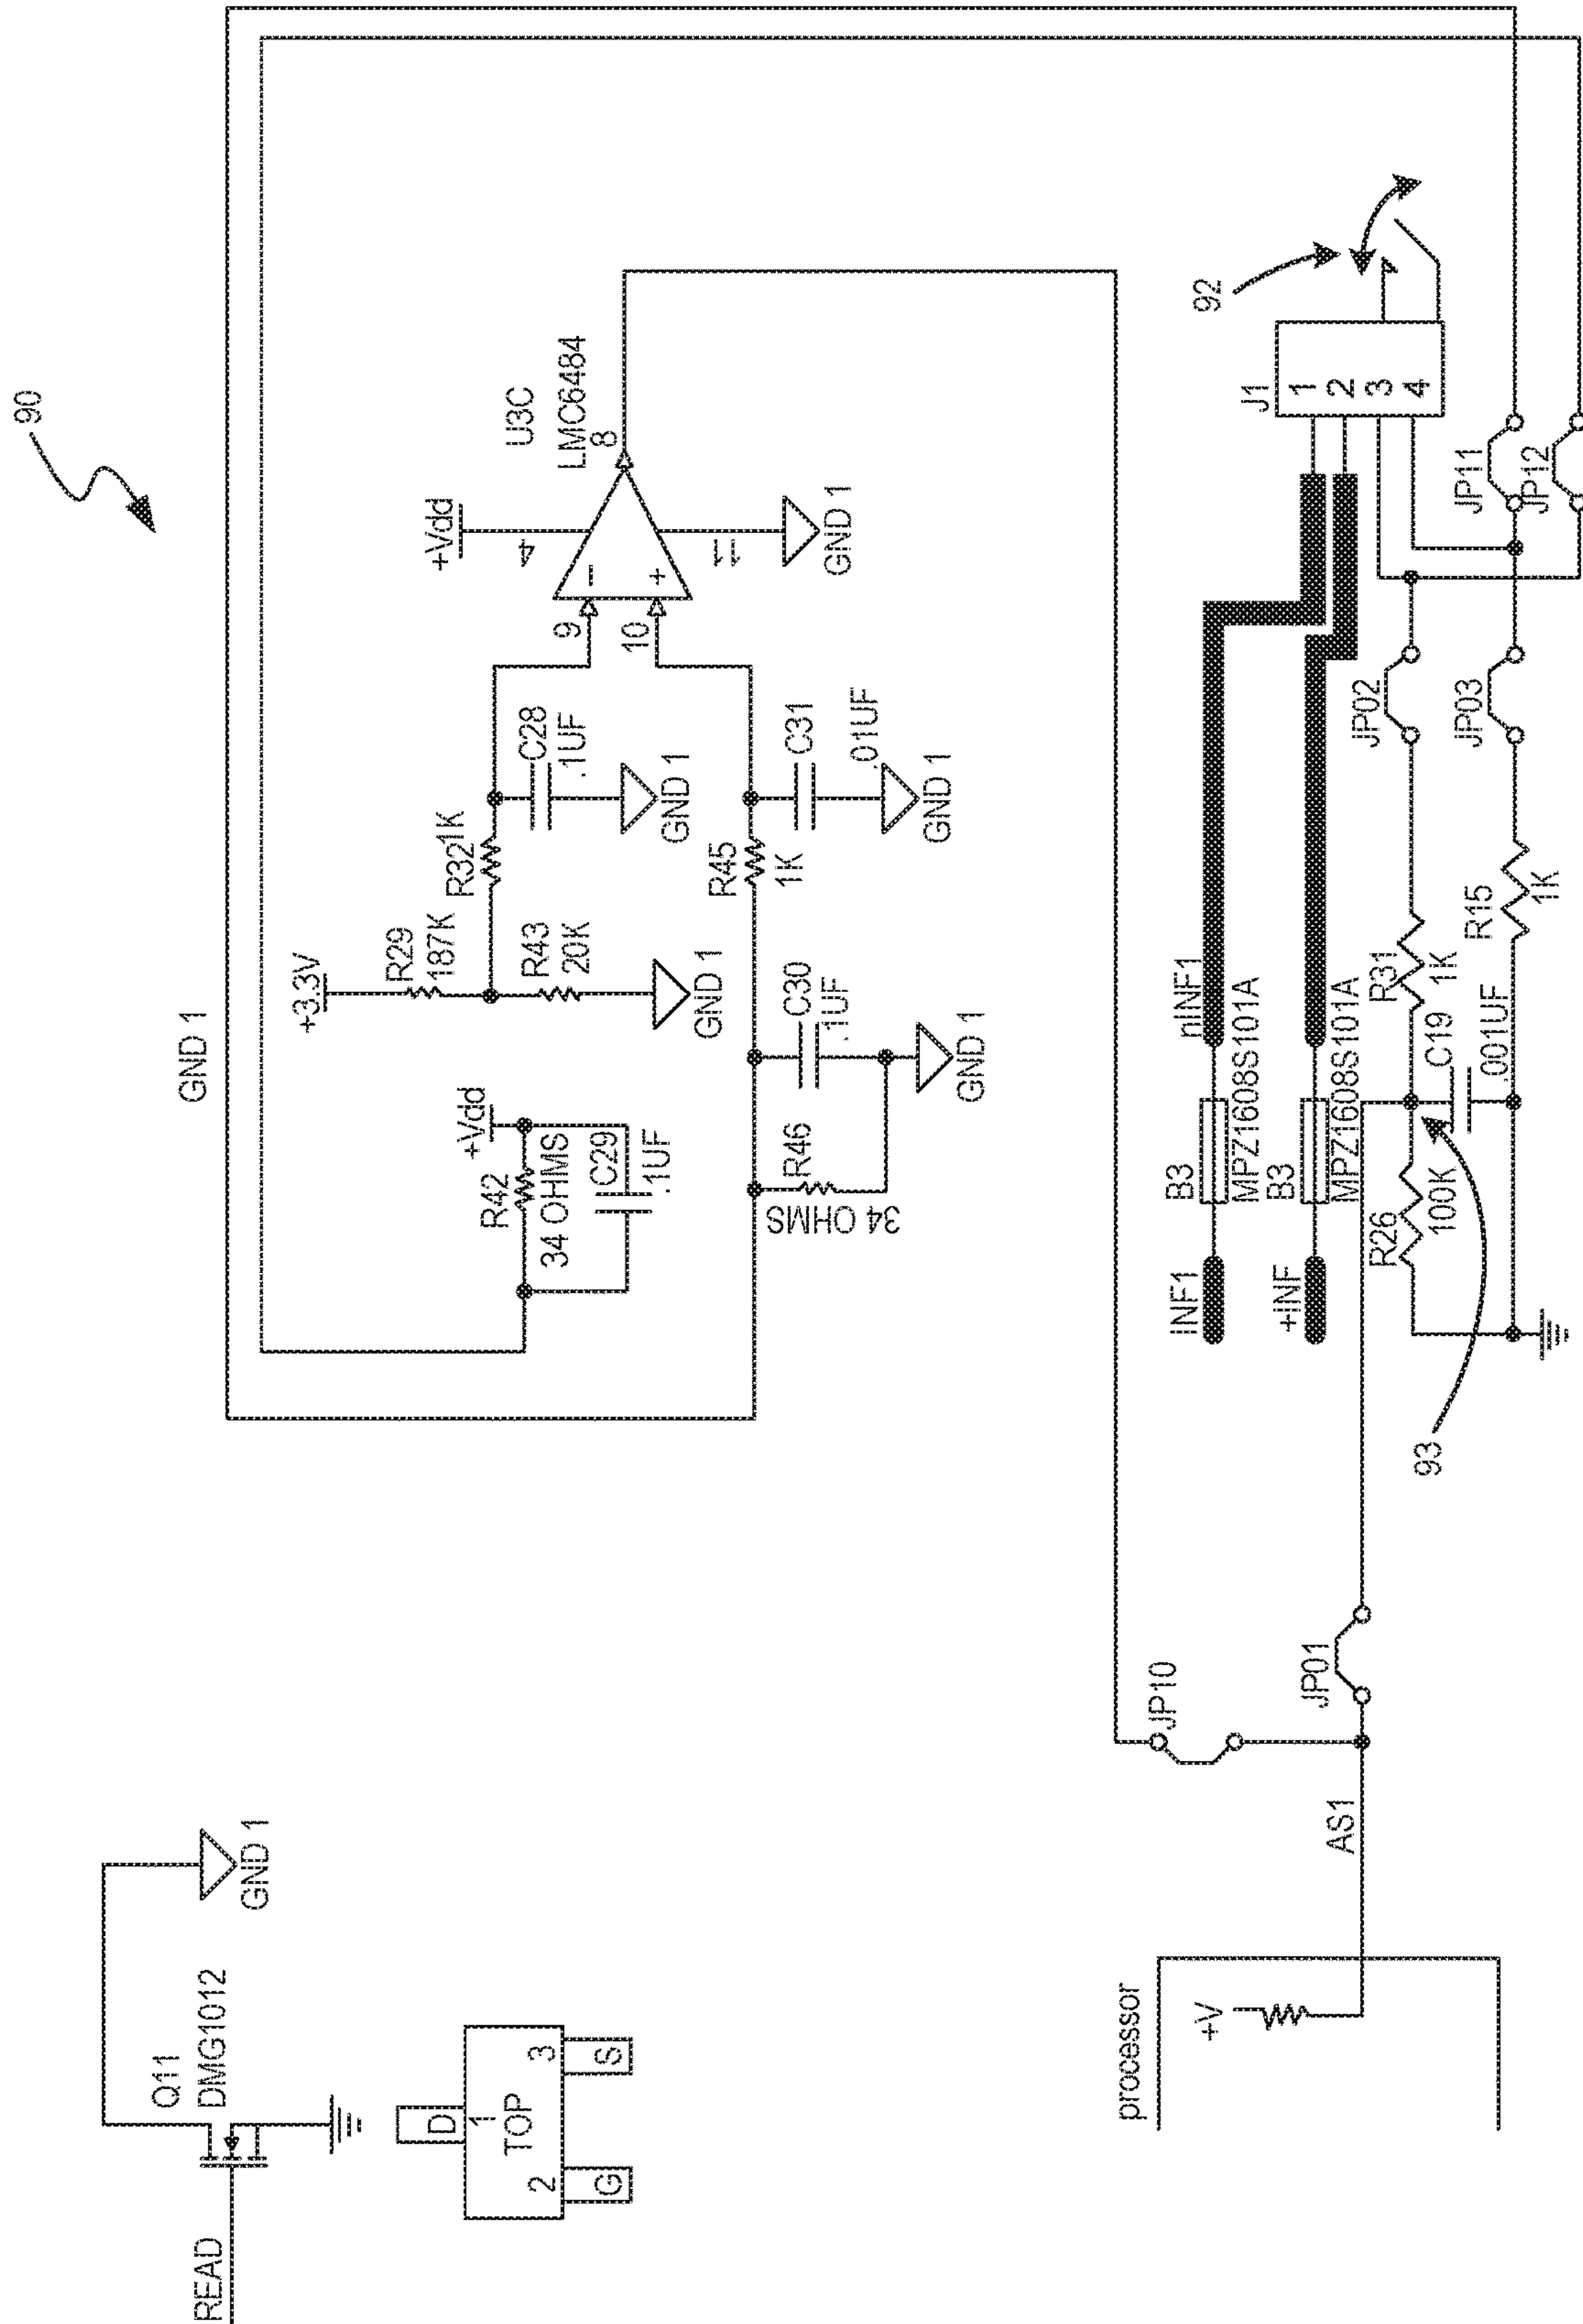 90
GND 1
+3.3V
R29
187K
R32
1K
C28
.1UF
GND 1
R43
20K
GND 1
+Vdd
R42
34 OHMS
C29
.1UF
+Vdd
4
U3C
LMC6484
8
9
10
−
+
11
GND 1
R45
1K
C31
.01UF
GND 1
C30
.1UF
GND 1
R46
34 OHMS
READ
Q11
DMG1012
GND 1
D
1
TOP
2
3
G
S
processor
+V
AS1
JP10
JP01
INF1
B3
MPZ1608S101A
nINF1
+INF
B3
MPZ1608S101A
J1
1
2
3
4
92
R26
100K
C19
.001UF
R31
1K
JP02
R15
1K
JP03
JP11
JP12
93